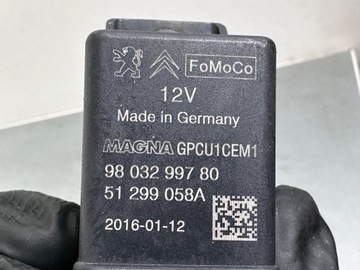 FoMoCo
12V
Made in Germany
MAGNA GPCU1CEM1
98 032 997 80
51 299 058A
2016-01-12